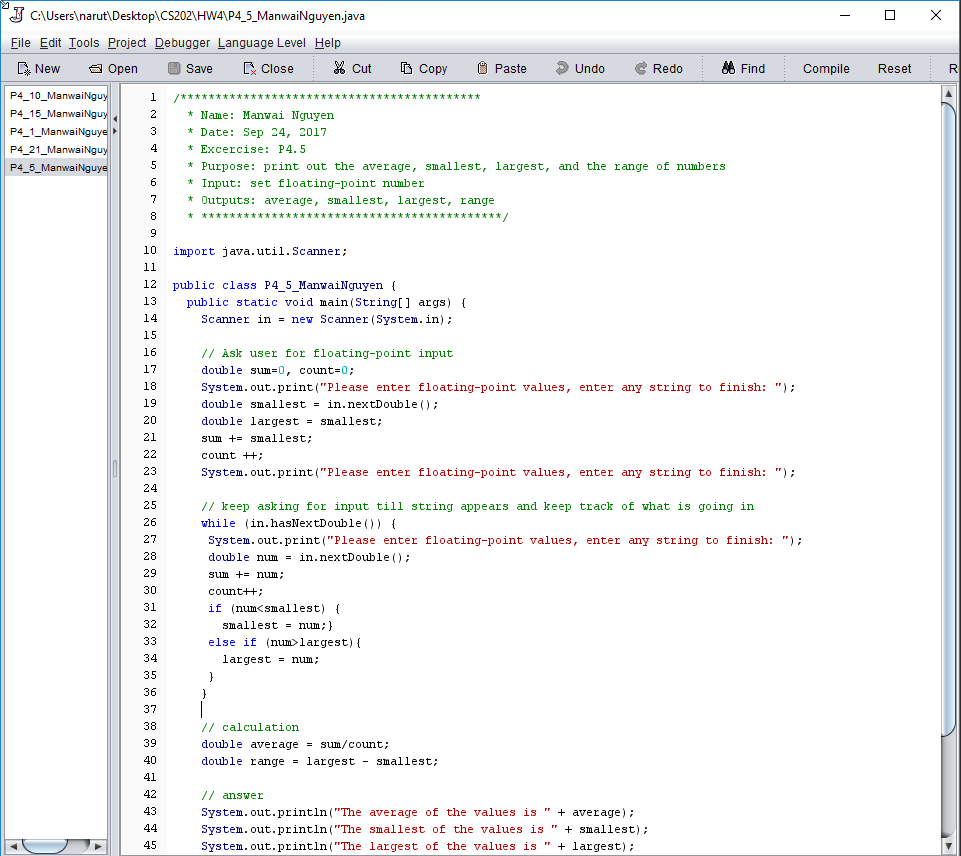 C:\Users\narut\Desktop\CS202\HW4\P4_5_ManwaiNguyen.java
File Edit Tools Project Debugger Language Level Help
New Open Save Close Cut Copy Paste Undo Redo Find Compile Reset R
P4_10_ManwaiNguy
P4_15_ManwaiNguy
P4_1_ManwaiNguye
P4_21_ManwaiNguy
P4_5_ManwaiNguye
1 /*******************************************
2 * Name: Manwai Nguyen
3 * Date: Sep 24, 2017
4 * Excercise: P4.5
5 * Purpose: print out the average, smallest, largest, and the range of numbers
6 * Input: set floating-point number
7 * Outputs: average, smallest, largest, range
8 * *******************************************/
9
10 import java.util.Scanner;
11
12 public class P4_5_ManwaiNguyen {
13 public static void main(String[] args) {
14 Scanner in = new Scanner(System.in);
15
16 // Ask user for floating-point input
17 double sum=0, count=0;
18 System.out.print("Please enter floating-point values, enter any string to finish: ");
19 double smallest = in.nextDouble();
20 double largest = smallest;
21 sum += smallest;
22 count ++;
23 System.out.print("Please enter floating-point values, enter any string to finish: ");
24
25 // keep asking for input till string appears and keep track of what is going in
26 while (in.hasNextDouble()) {
27 System.out.print("Please enter floating-point values, enter any string to finish: ");
28 double num = in.nextDouble();
29 sum += num;
30 count++;
31 if (num<smallest) {
32 smallest = num;}
33 else if (num>largest){
34 largest = num;
35 }
36 }
37
38 // calculation
39 double average = sum/count;
40 double range = largest - smallest;
41
42 // answer
43 System.out.println("The average of the values is " + average);
44 System.out.println("The smallest of the values is " + smallest);
45 System.out.println("The largest of the values is " + largest);